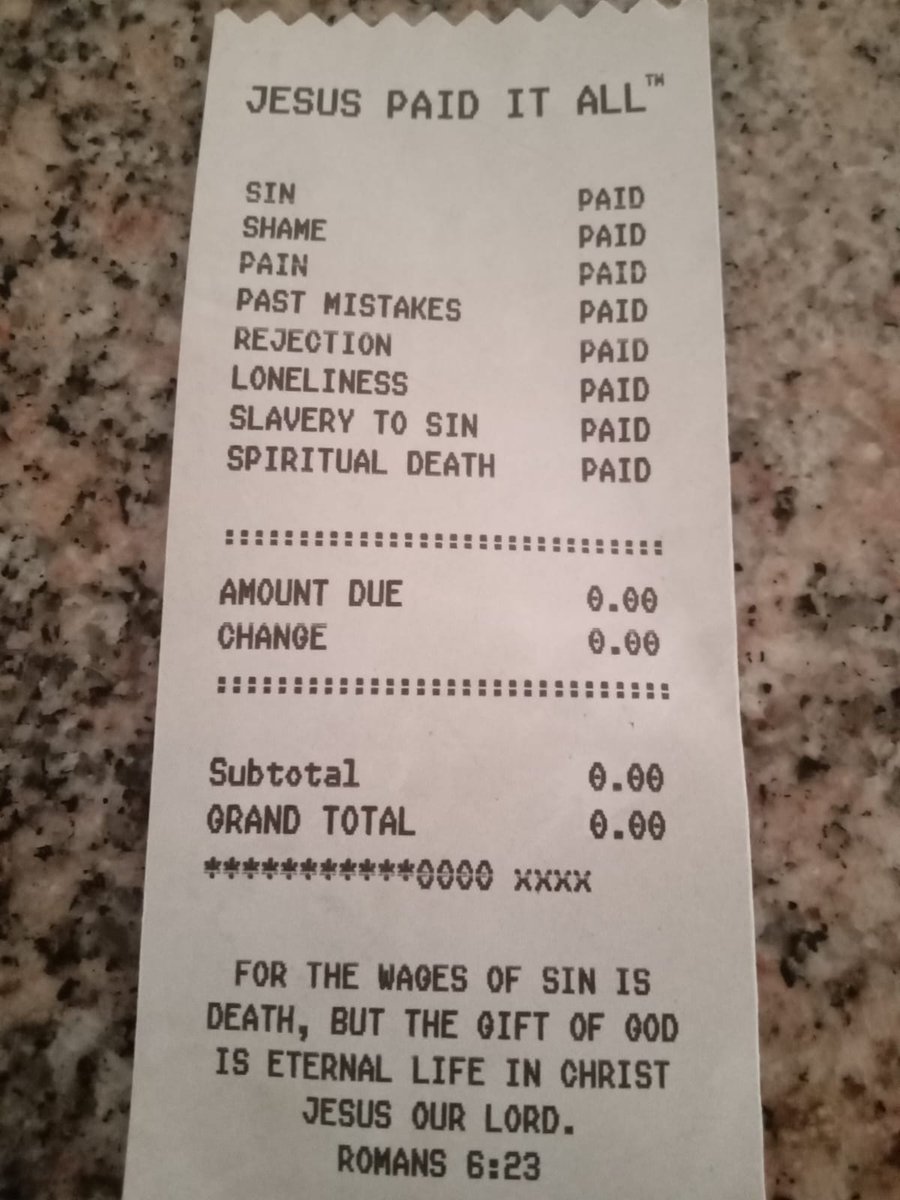 JESUS PAID IT ALL™
SIN PAID
SHAME PAID
PAIN PAID
PAST MISTAKES PAID
REJECTION PAID
LONELINESS PAID
SLAVERY TO SIN PAID
SPIRITUAL DEATH PAID
::::::::::::::::::::::::::::::
AMOUNT DUE 0.00
CHANGE 0.00
::::::::::::::::::::::::::::::
Subtotal 0.00
GRAND TOTAL 0.00
***********0000 xxxx
FOR THE WAGES OF SIN IS
DEATH, BUT THE GIFT OF GOD
IS ETERNAL LIFE IN CHRIST
JESUS OUR LORD.
ROMANS 6:23